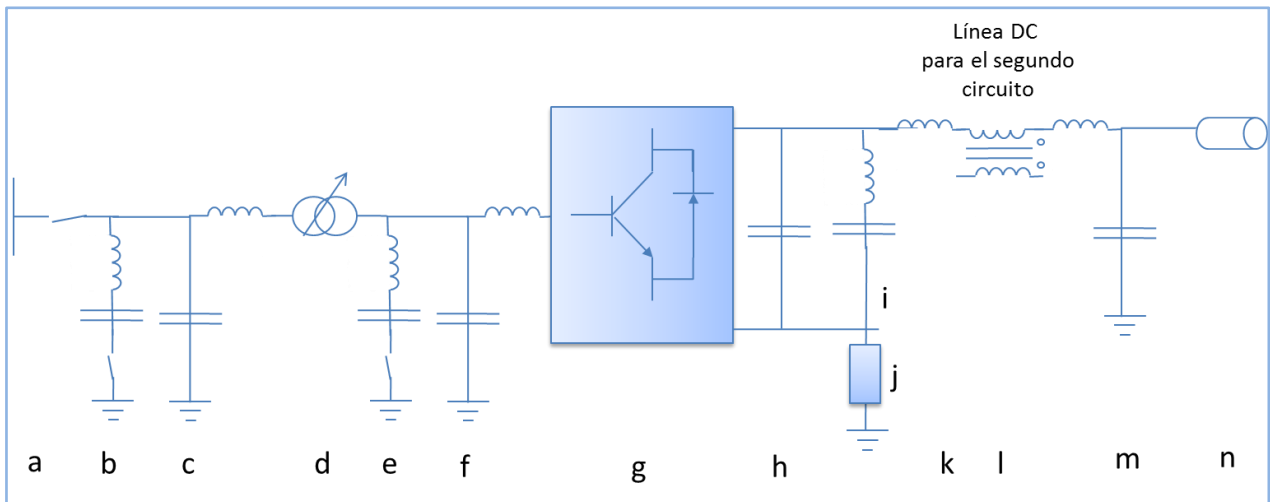 Línea DC
para el segundo
circuito
i
j
a b c d e f g h k l m n